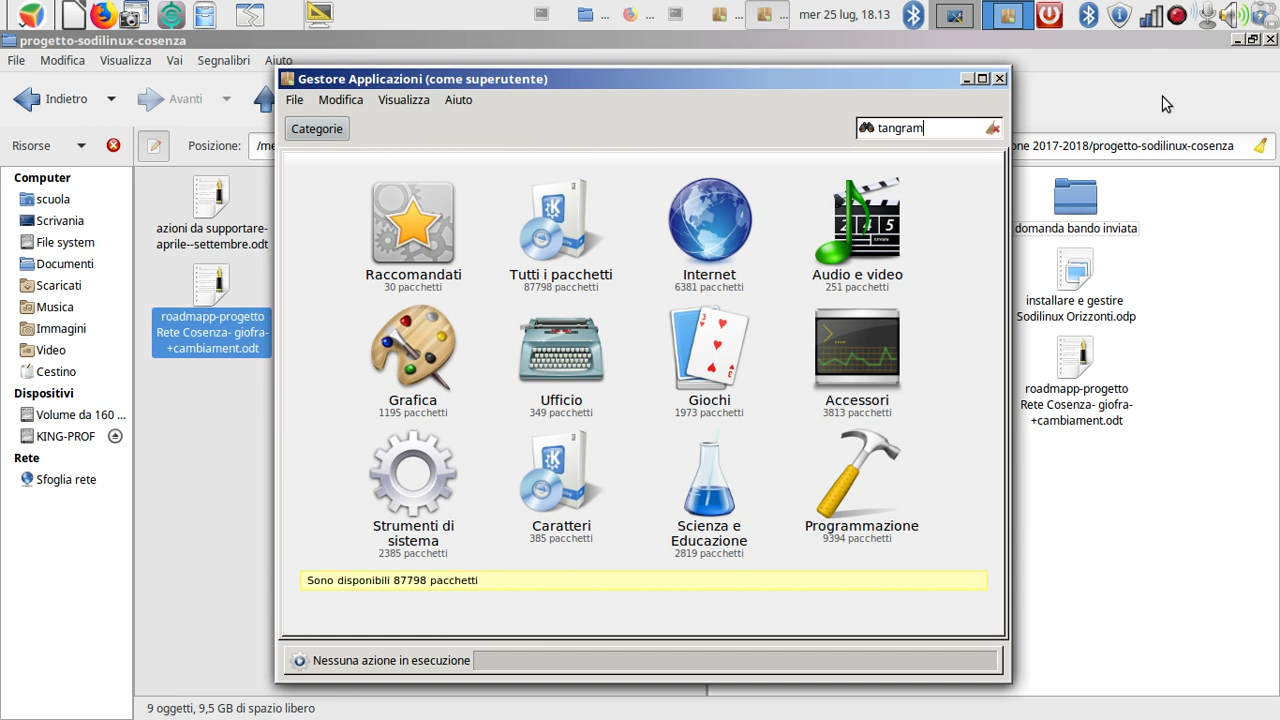 ... ... ... ... mer 25 lug, 18.13
progetto-sodilinux-cosenza
File Modifica Visualizza Vai Segnalibri Aiuto
Indietro Avanti
Risorse Posizione: /me
one 2017-2018/progetto-sodilinux-cosenza
Computer
scuola
Scrivania
File system
Documenti
Scaricati
Musica
Immagini
Video
Cestino
Dispositivi
Volume da 160 ...
KING-PROF
Rete
Sfoglia rete
azioni da supportare-
aprile--settembre.odt
roadmapp-progetto
Rete Cosenza- giofra-
+cambiament.odt
Gestore Applicazioni (come superutente)
File Modifica Visualizza Aiuto
Categorie
tangram
Raccomandati
30 pacchetti
Tutti i pacchetti
87798 pacchetti
Internet
6381 pacchetti
Audio e video
251 pacchetti
Grafica
1195 pacchetti
Ufficio
349 pacchetti
Giochi
1973 pacchetti
Accessori
3813 pacchetti
Strumenti di
sistema
2385 pacchetti
Caratteri
385 pacchetti
Scienza e
Educazione
2819 pacchetti
Programmazione
9394 pacchetti
Sono disponibili 87798 pacchetti
Nessuna azione in esecuzione
domanda bando inviata
installare e gestire
Sodilinux Orizzonti.odp
roadmapp-progetto
Rete Cosenza- giofra-
+cambiament.odt
9 oggetti, 9,5 GB di spazio libero